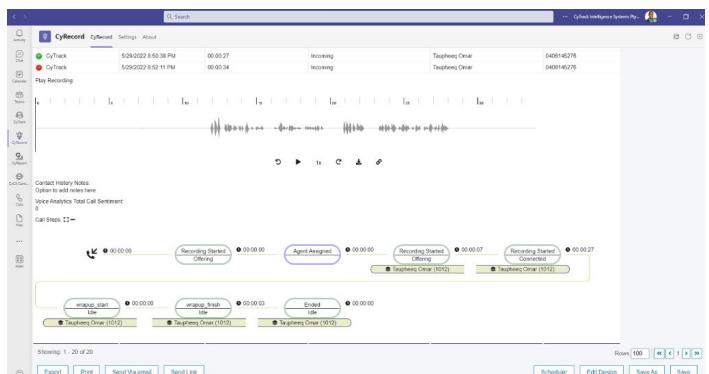 Search
CyTrack Intelligence Systems Pty...
CyRecord CyRecord Settings About
Activity
Chat
Calendar
Teams
CyTrack
CyRecord
CyReport
Calls
Files
Apps
CyTrack 5/29/2022 8:50:38 PM 00:00:27 Incoming Taupheeq Omar 0406145276
CyTrack 5/29/2022 8:52:11 PM 00:00:34 Incoming Taupheeq Omar 0406145276
Play Recording:
1x
Contact History Notes:
Option to add notes here
Voice Analytics Total Call Sentiment:
0
Call Steps:
00:00:00 Recording Started 00:00:00 Agent Assigned 00:00:00 Recording Started 00:00:07 Recording Started 00:00:27
Offering Offering Connected
Taupheeq Omar (1012) Taupheeq Omar (1012)
wrapup_start 00:00:00 wrapup_finish 00:00:03 Ended 00:00:00
Idle Idle Idle
Taupheeq Omar (1012) Taupheeq Omar (1012) Taupheeq Omar (1012)
Showing: 1 - 20 of 20 Rows 100 1
Export Print Send Via email Send Link Scheduler Edit Design Save As Save